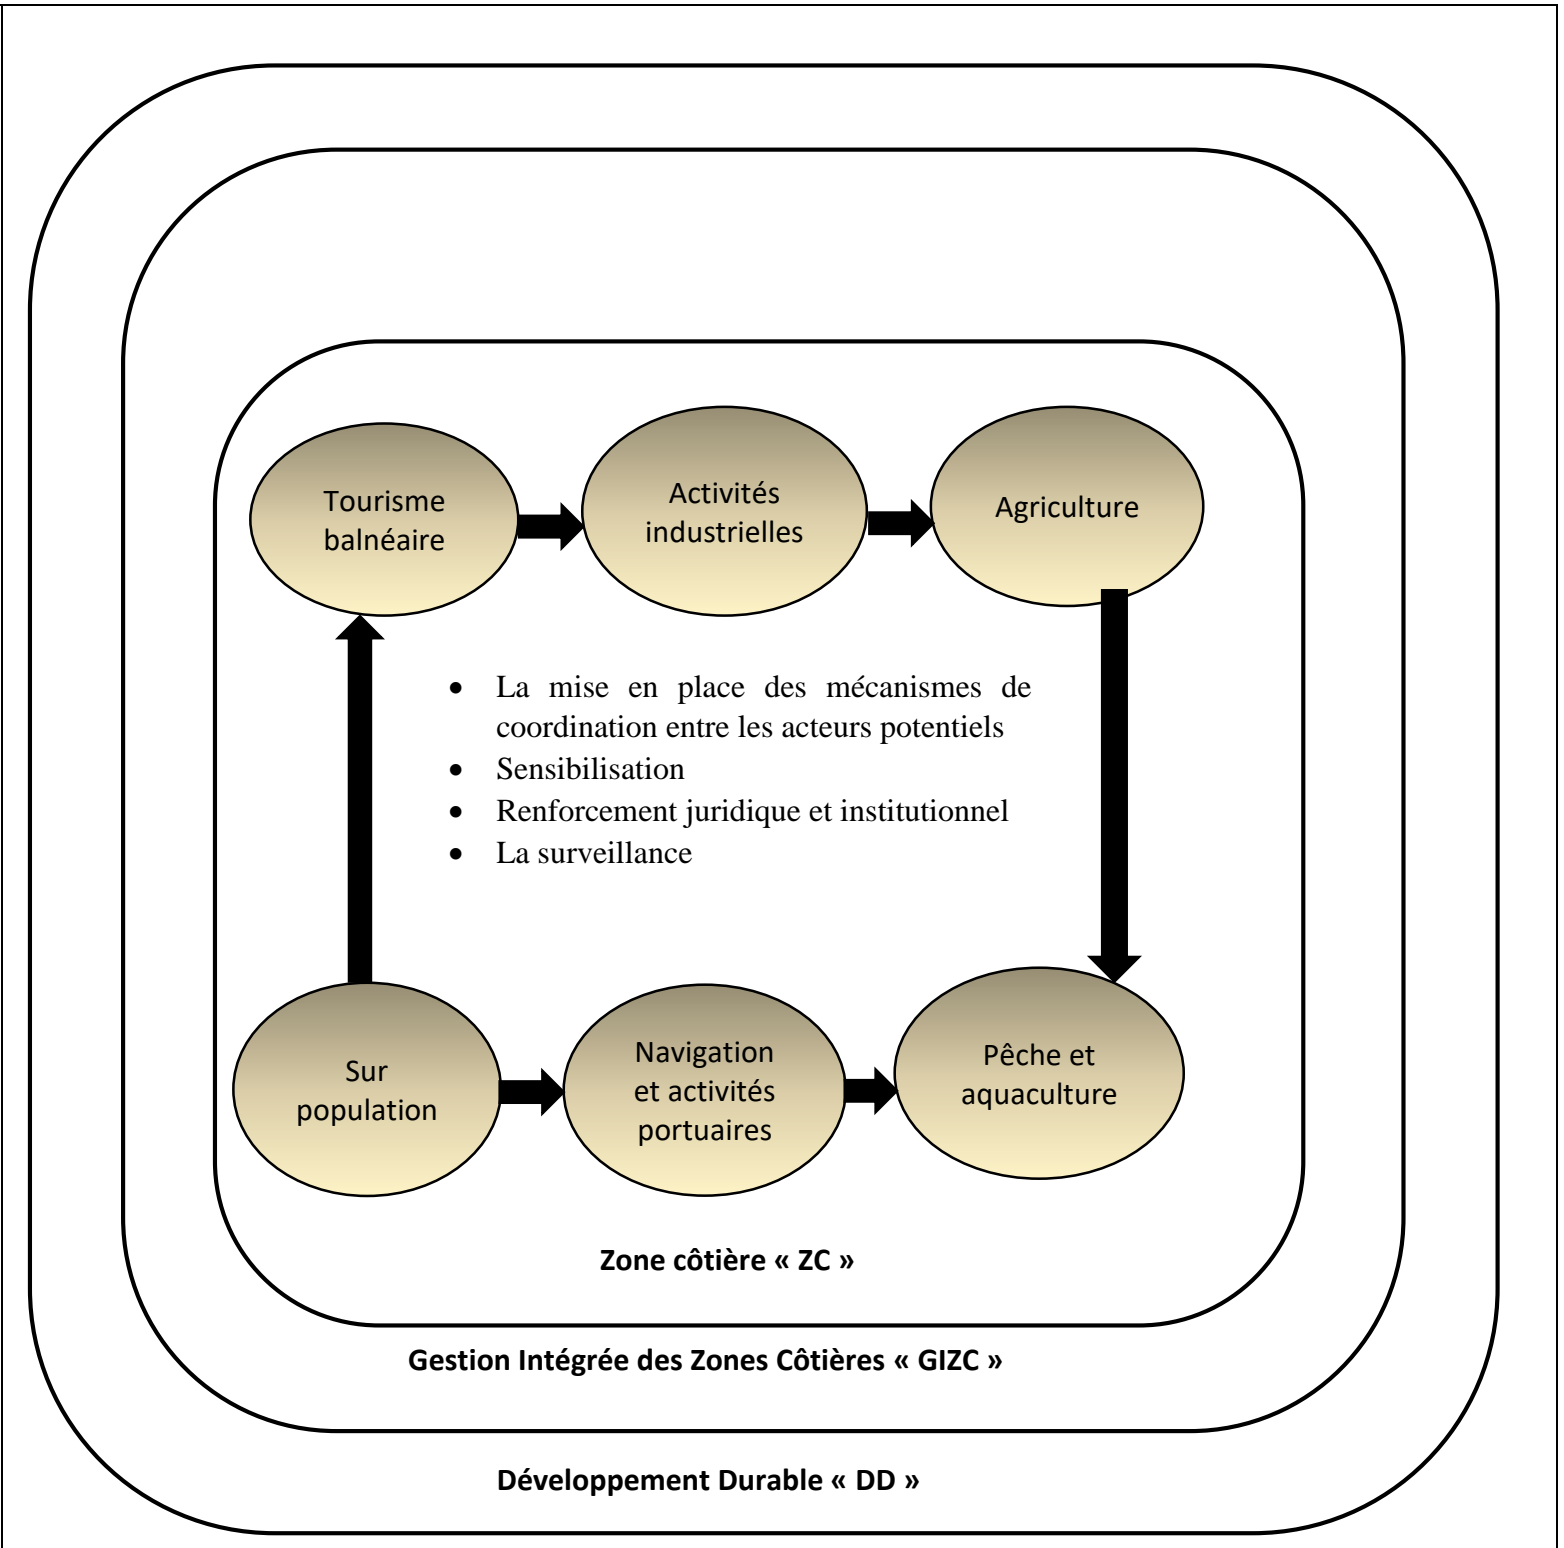 Tourisme
balnéaire
Activités
industrielles
Agriculture
• La mise en place des mécanismes de
coordination entre les acteurs potentiels
• Sensibilisation
• Renforcement juridique et institutionnel
• La surveillance
Sur
population
Navigation
et activités
portuaires
Pêche et
aquaculture
Zone côtière « ZC »
Gestion Intégrée des Zones Côtières « GIZC »
Développement Durable « DD »